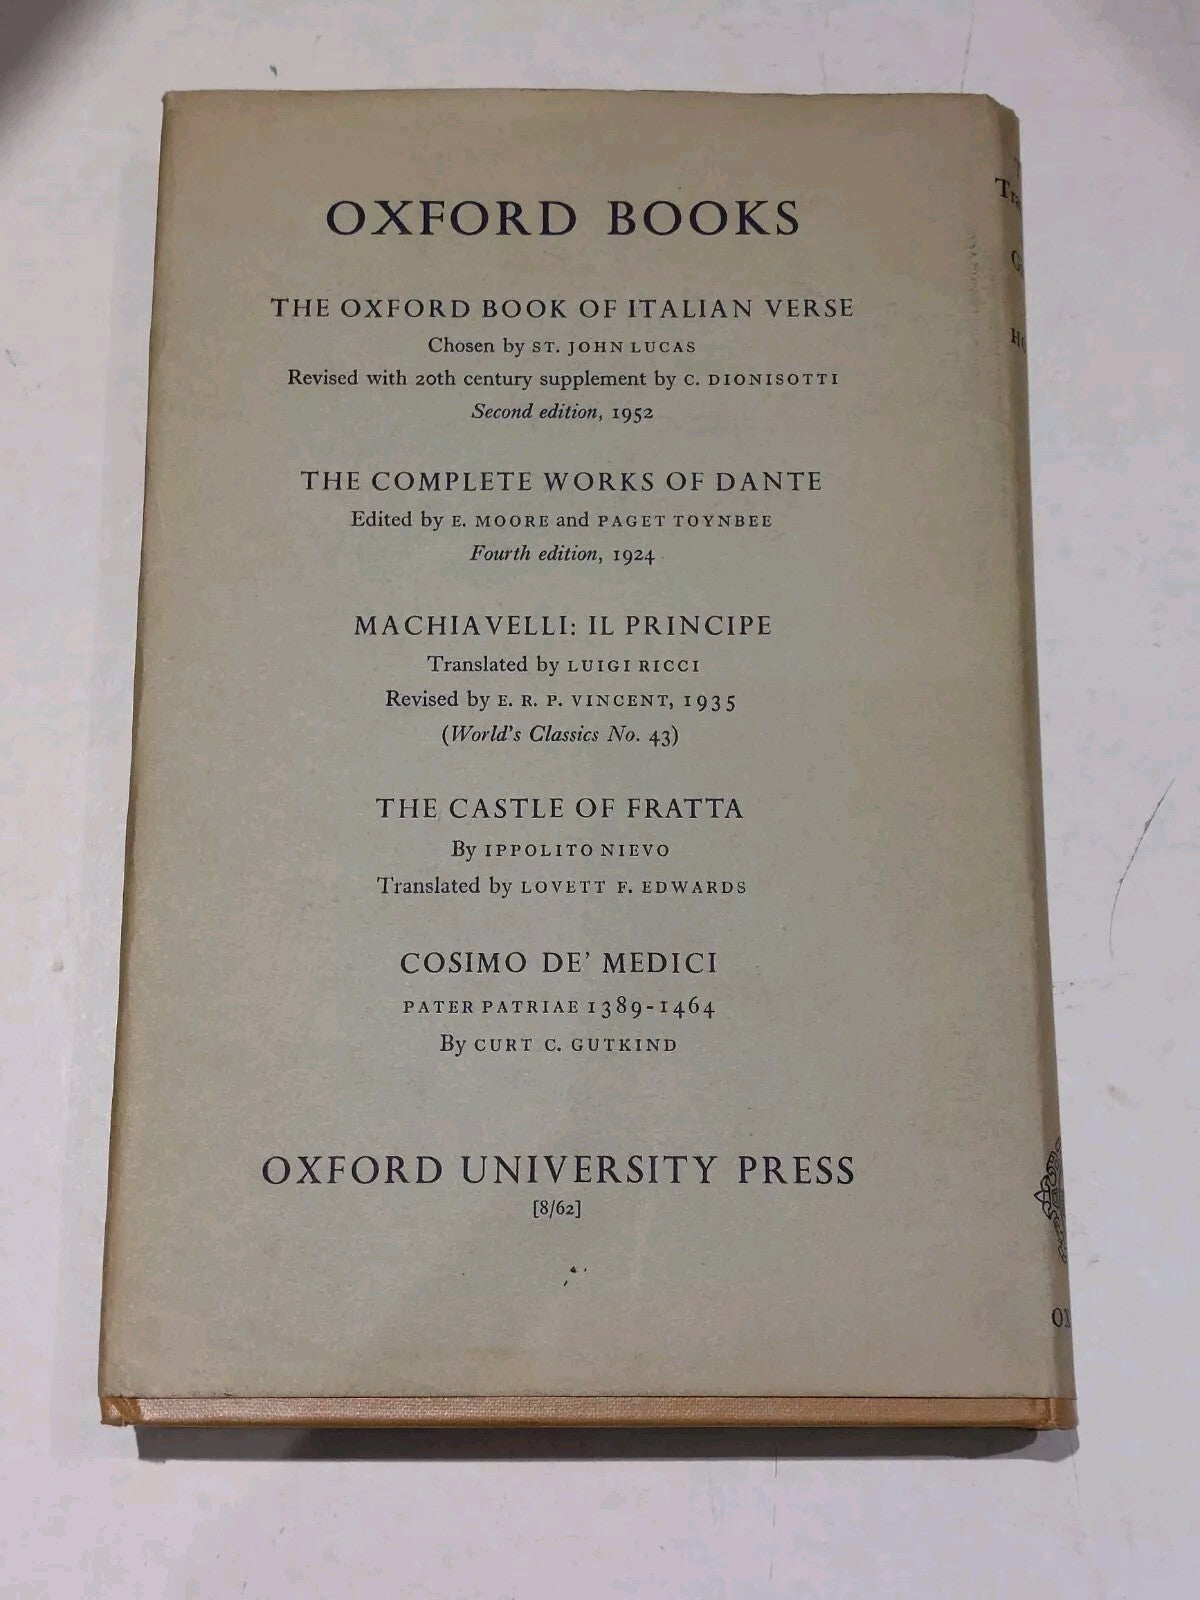 OXFORD BOOKS
THE OXFORD BOOK OF ITALIAN VERSE
Chosen by ST. JOHN LUCAS
Revised with 20th century supplement by C. DIONISOTTI
Second edition, 1952
THE COMPLETE WORKS OF DANTE
Edited by E. MOORE and PAGET TOYNBEE
Fourth edition, 1924
MACHIAVELLI: IL PRINCIPE
Translated by LUIGI RICCI
Revised by E. R. P. VINCENT, 1935
(World's Classics No. 43)
THE CASTLE OF FRATTA
By IPPOLITO NIEVO
Translated by LOVETT F. EDWARDS
COSIMO DE' MEDICI
PATER PATRIAE 1389-1464
By CURT C. GUTKIND
OXFORD UNIVERSITY PRESS
[8/62]